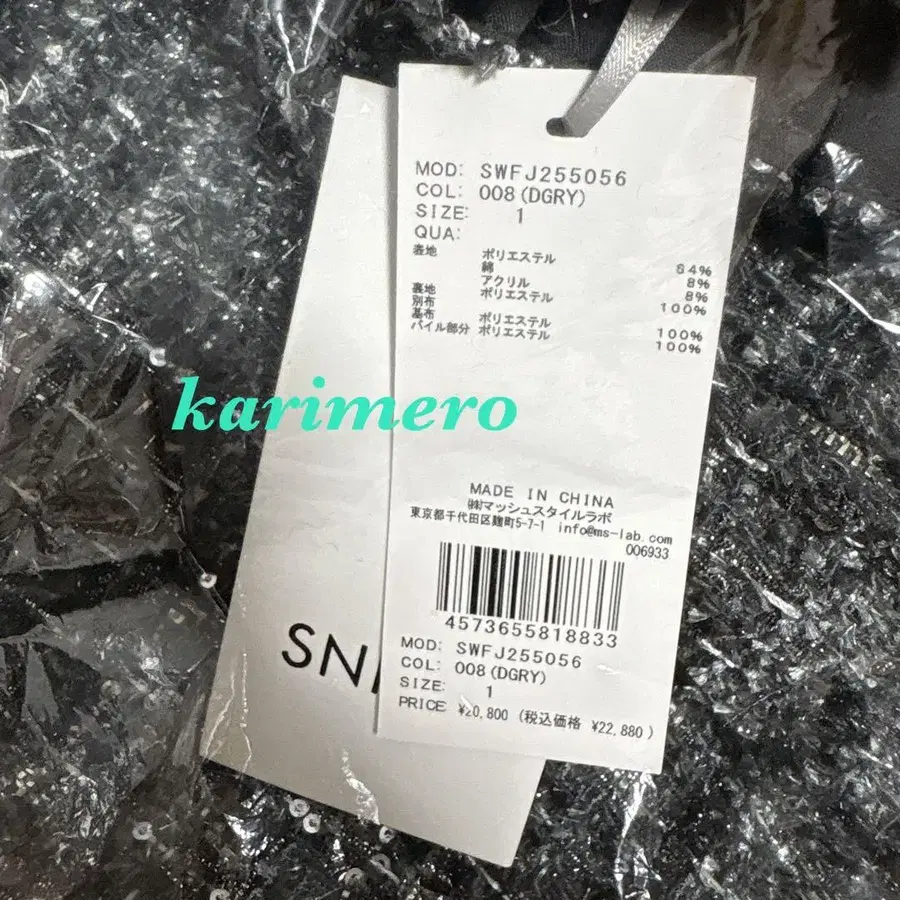 MOD: SWFJ255056
COL: 008(DGRY)
SIZE: 1
QUA:
表地 ポリエステル 84%
綿 8%
アクリル 8%
裏地 ポリエステル 100%
別布
基布 ポリエステル 100%
パイル部分 ポリエステル 100%
karimero
MADE IN CHINA
㈱マッシュスタイルラボ
東京都千代田区麹町5-7-1 info@ms-lab.com
006933
4573655818833
MOD: SWFJ255056
COL: 008(DGRY)
SIZE: 1
PRICE ¥20,800 (税込価格 ¥22,880)
SNI